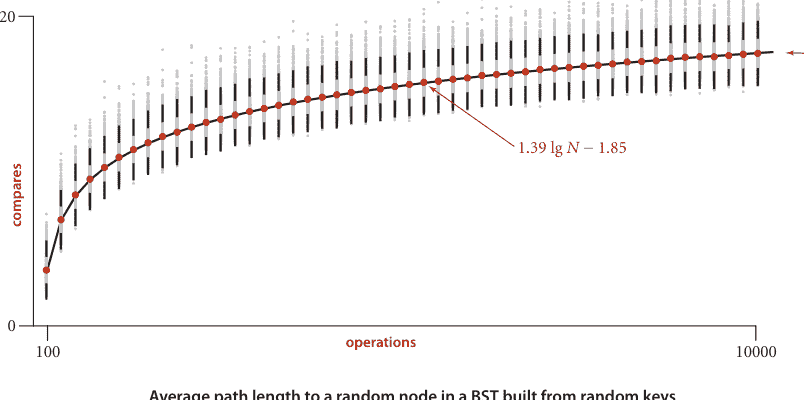 20
compares
1.39 lg N − 1.85
0
100
operations
10000
Average path length to a random node in a BST built from random keys